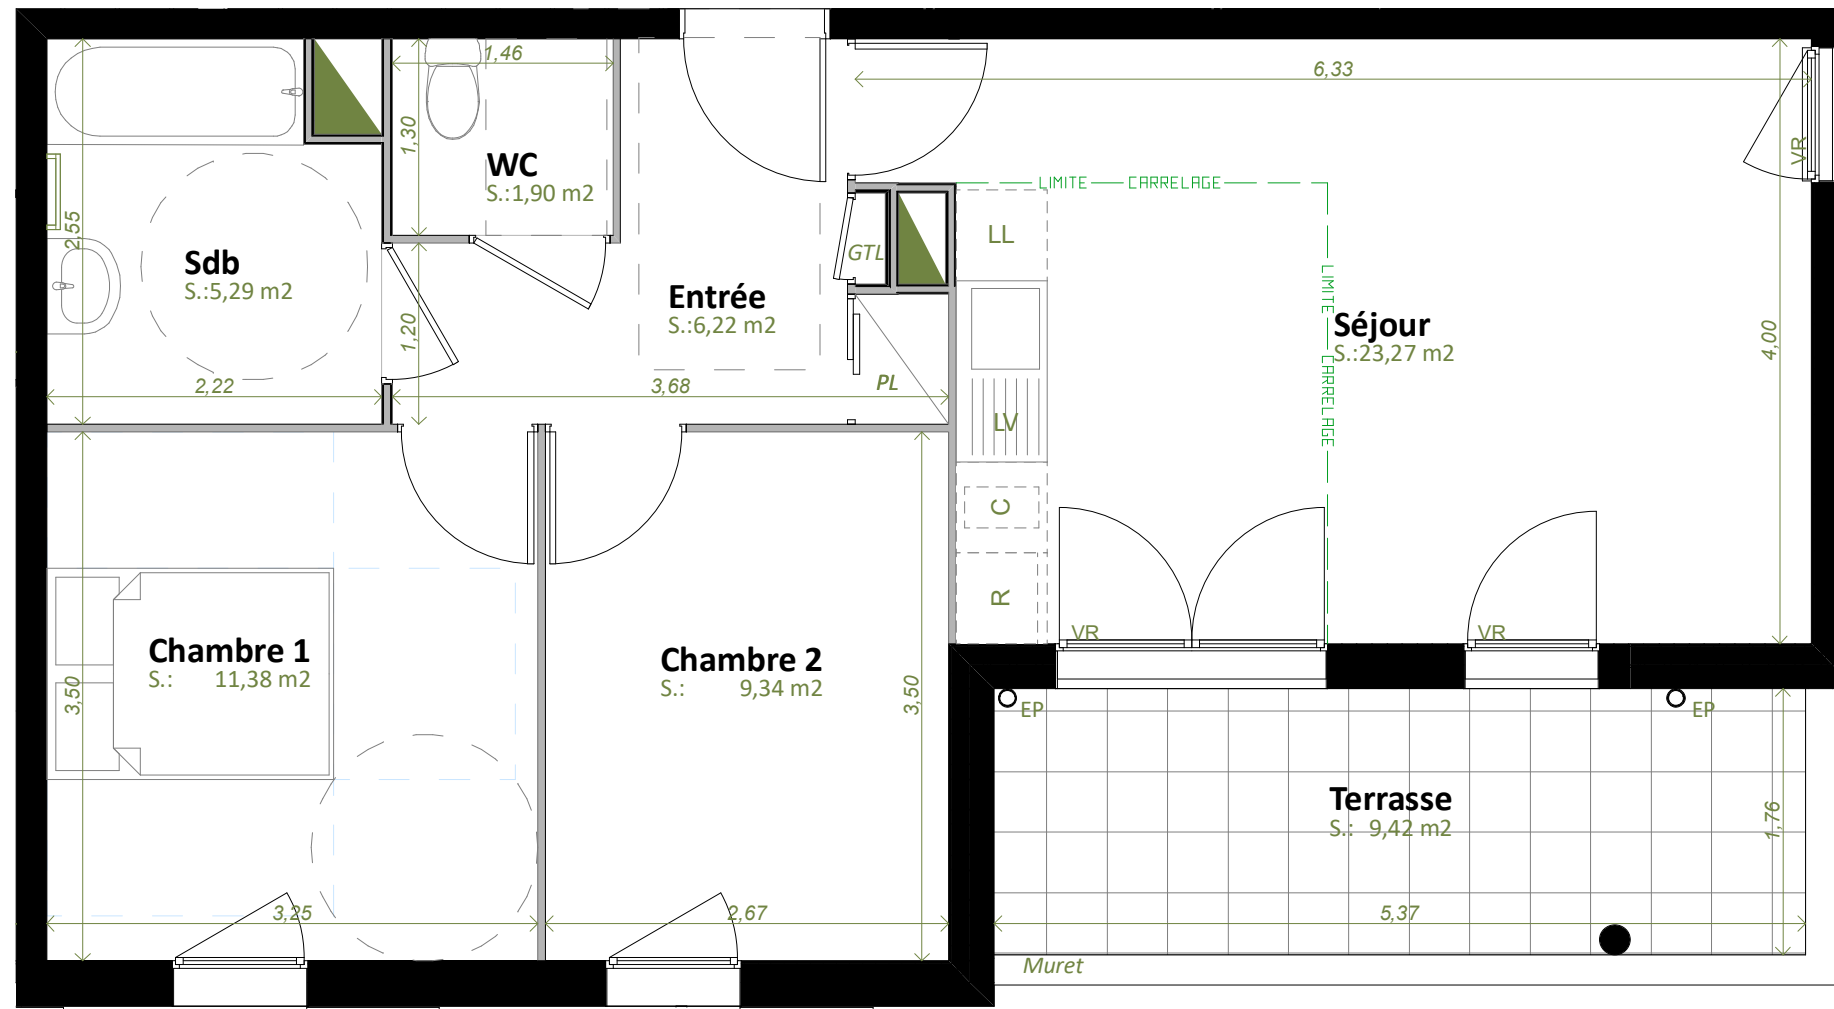 1,46
6,33
1,30
VR
WC
S.:1,90 m2
LIMITE CARRELAGE
2,55
LL
GTL
Sdb
S.:5,29 m2
Entrée
S.:6,22 m2
LIMITE CARRELAGE
Séjour
S.:23,27 m2
4,00
1,20
2,22
3,68
PL
LV
C
R
VR
VR
Chambre 1
S.: 11,38 m2
3,50
Chambre 2
S.: 9,34 m2
3,50
EP
EP
Terrasse
S.: 9,42 m2
1,76
3,25
2,67
5,37
Muret